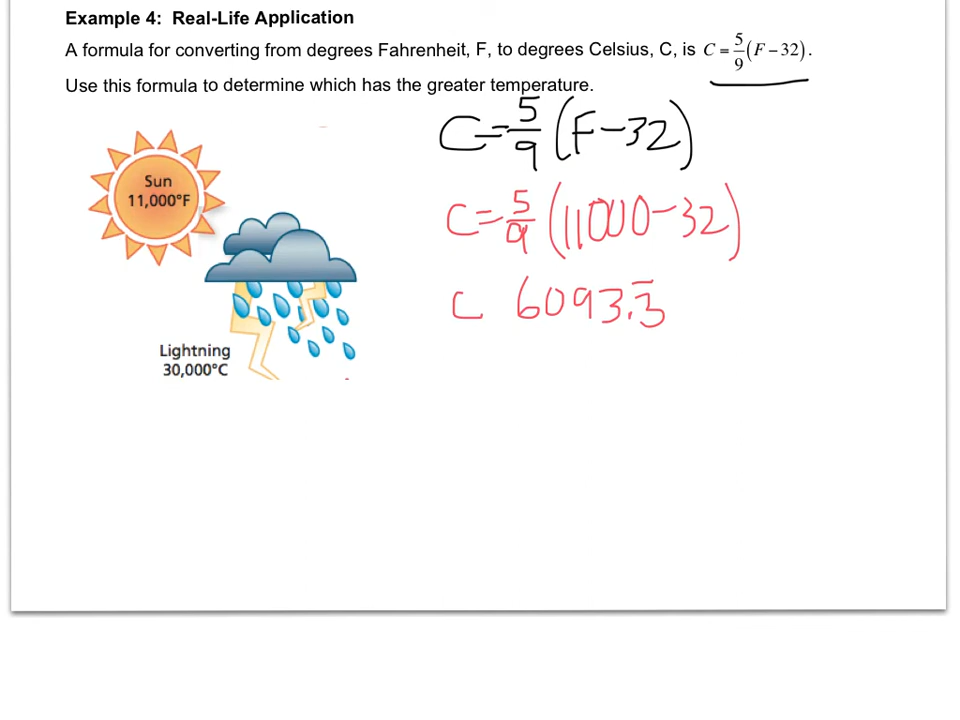 Example 4: Real-Life Application
A formula for converting from degrees Fahrenheit, F, to degrees Celsius, C, is C = 5/9 (F − 32).
Use this formula to determine which has the greater temperature.
C = 5/9 (F − 32)
Sun
11,000°F
C = 5/9 (11000 − 32)
C 6093.3̅
Lightning
30,000°C